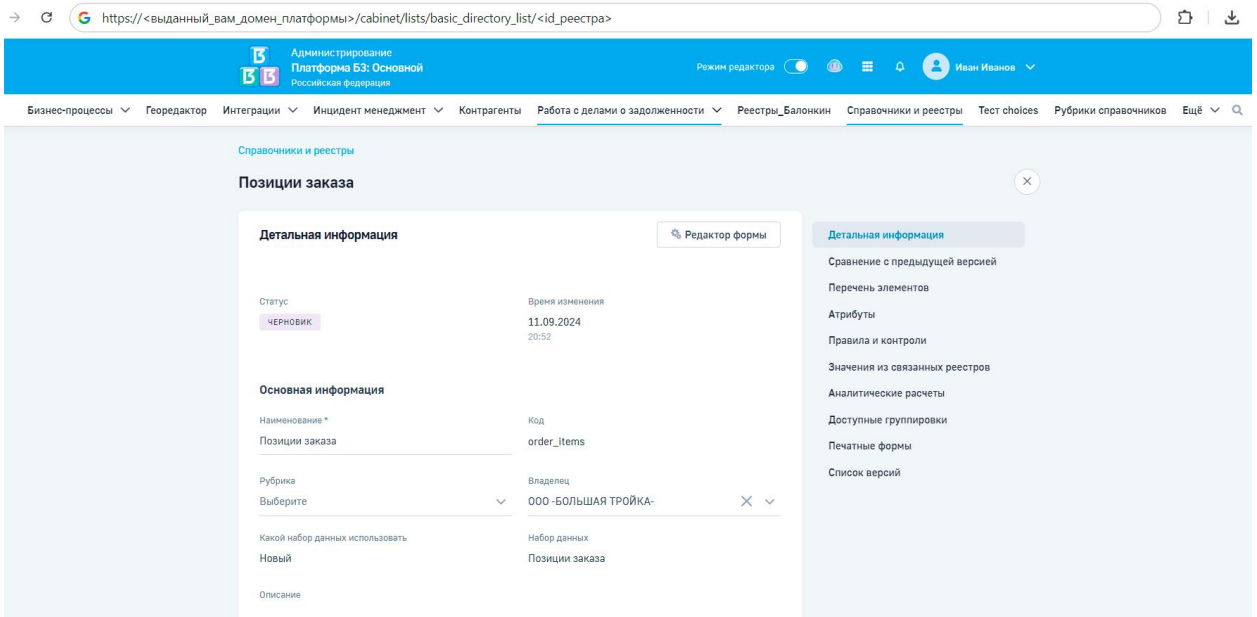 https://<выданный_вам_домен_платформы>/cabinet/lists/basic_directory_list/<id_реестра>
Администрирование
Платформа Б3: Основной
Российская федерация
Режим редактора
Иван Иванов
Бизнес-процессы Георедактор Интеграции Инцидент менеджмент Контрагенты Работа с делами о задолженности Реестры_Балонкин Справочники и реестры Тест choices Рубрики справочников Ещё
Справочники и реестры
Позиции заказа
Детальная информация
Редактор формы
Статус
Время изменения
ЧЕРНОВИК
11.09.2024
20:52
Основная информация
Наименование *
Код
Позиции заказа
order_items
Рубрика
Владелец
Выберите
ООО -БОЛЬШАЯ ТРОЙКА-
Какой набор данных использовать
Набор данных
Новый
Позиции заказа
Описание
Детальная информация
Сравнение с предыдущей версией
Перечень элементов
Атрибуты
Правила и контроли
Значения из связанных реестров
Аналитические расчеты
Доступные группировки
Печатные формы
Список версий